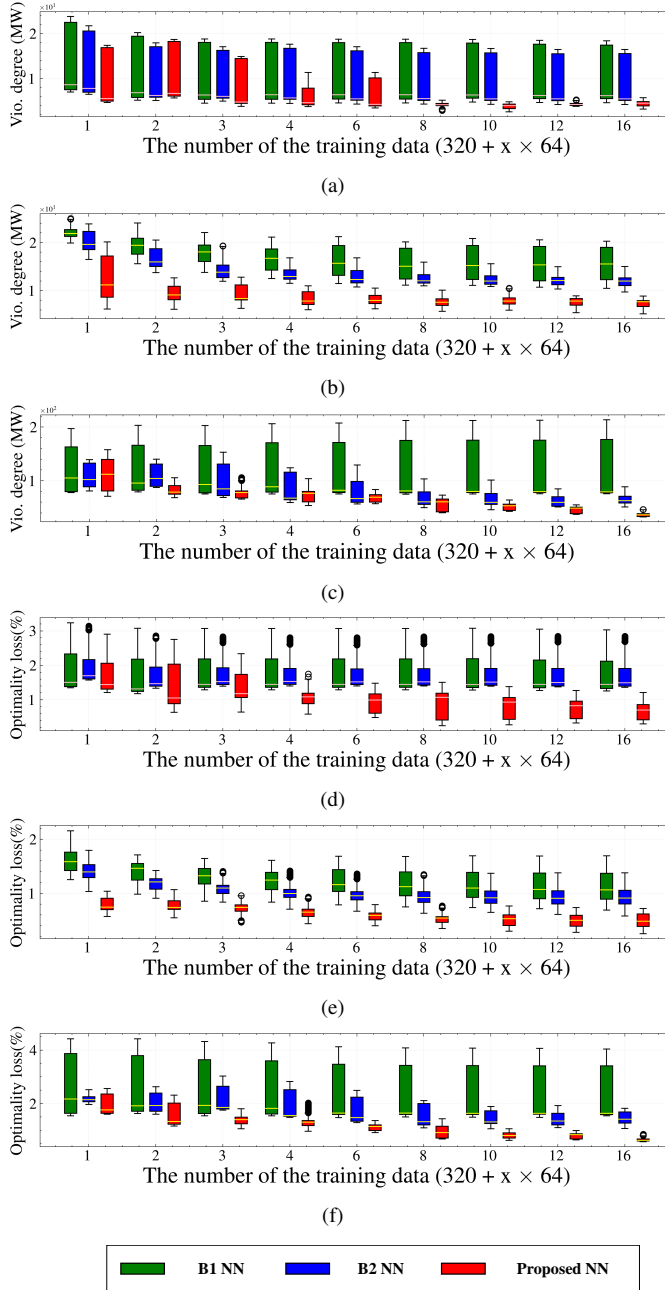 ×10¹
Vio. degree (MW)
2
1
1 2 3 4 6 8 10 12 16
The number of the training data (320 + x × 64)
(a)
×10¹
Vio. degree (MW)
2
1
1 2 3 4 6 8 10 12 16
The number of the training data (320 + x × 64)
(b)
×10²
Vio. degree (MW)
2
1
1 2 3 4 6 8 10 12 16
The number of the training data (320 + x × 64)
(c)
Optimality loss(%)
3
2
1
1 2 3 4 6 8 10 12 16
The number of the training data (320 + x × 64)
(d)
Optimality loss(%)
2
1
1 2 3 4 6 8 10 12 16
The number of the training data (320 + x × 64)
(e)
Optimality loss(%)
4
2
1 2 3 4 6 8 10 12 16
The number of the training data (320 + x × 64)
(f)
B1 NN B2 NN Proposed NN